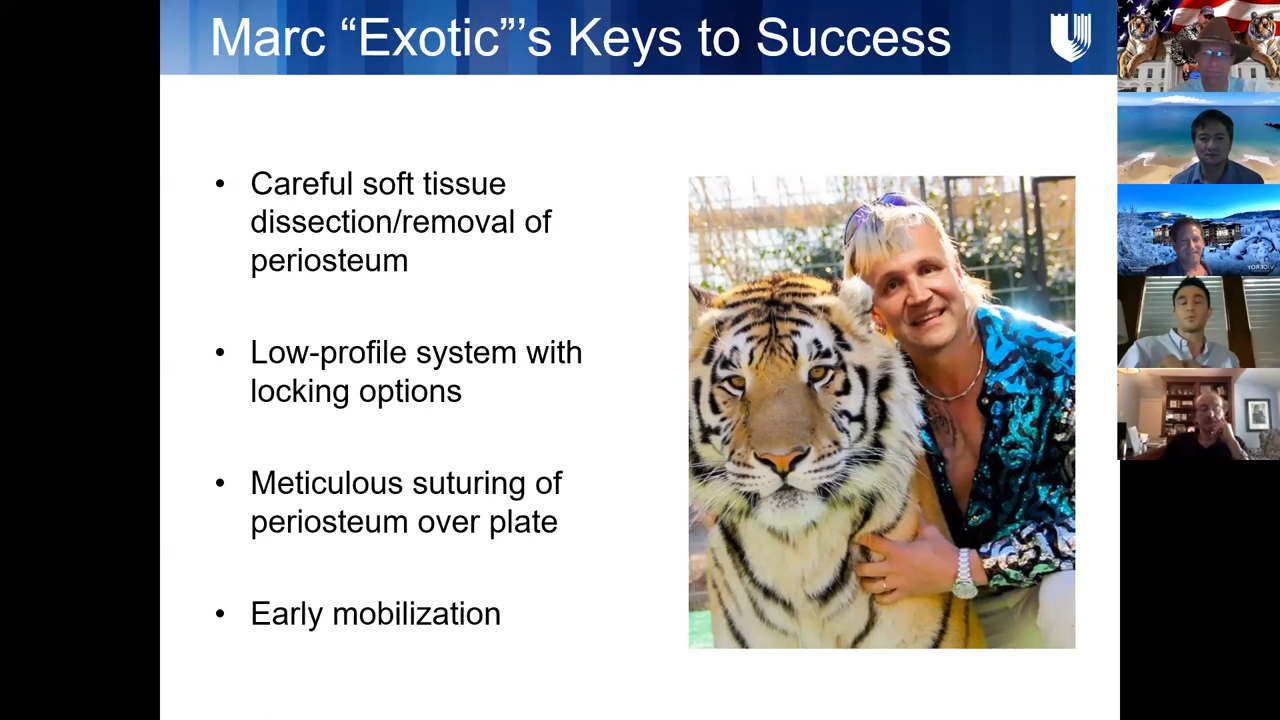 Marc “Exotic”’s Keys to Success
• Careful soft tissue
dissection/removal of
periosteum
• Low-profile system with
locking options
• Meticulous suturing of
periosteum over plate
• Early mobilization